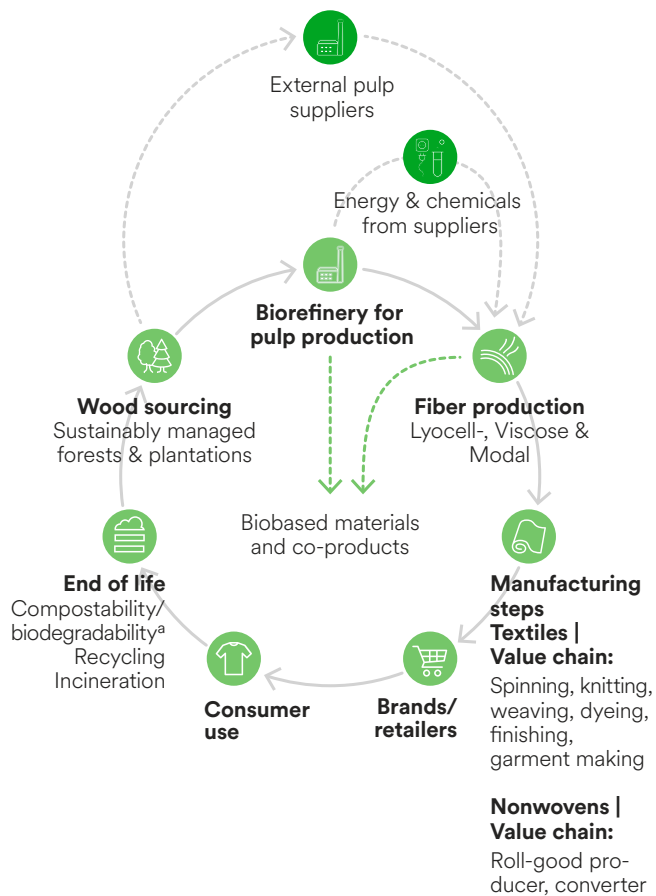 External pulp
suppliers
Energy & chemicals
from suppliers
Biorefinery for
pulp production
Wood sourcing
Sustainably managed
forests & plantations
Fiber production
Lyocell-, Viscose &
Modal
Biobased materials
and co-products
End of life
Compostability/
biodegradabilityᵃ
Recycling
Incineration
Consumer
use
Brands/
retailers
Manufacturing
steps
Textiles |
Value chain:
Spinning, knitting,
weaving, dyeing,
finishing,
garment making
Nonwovens |
Value chain:
Roll-good pro-
ducer, converter